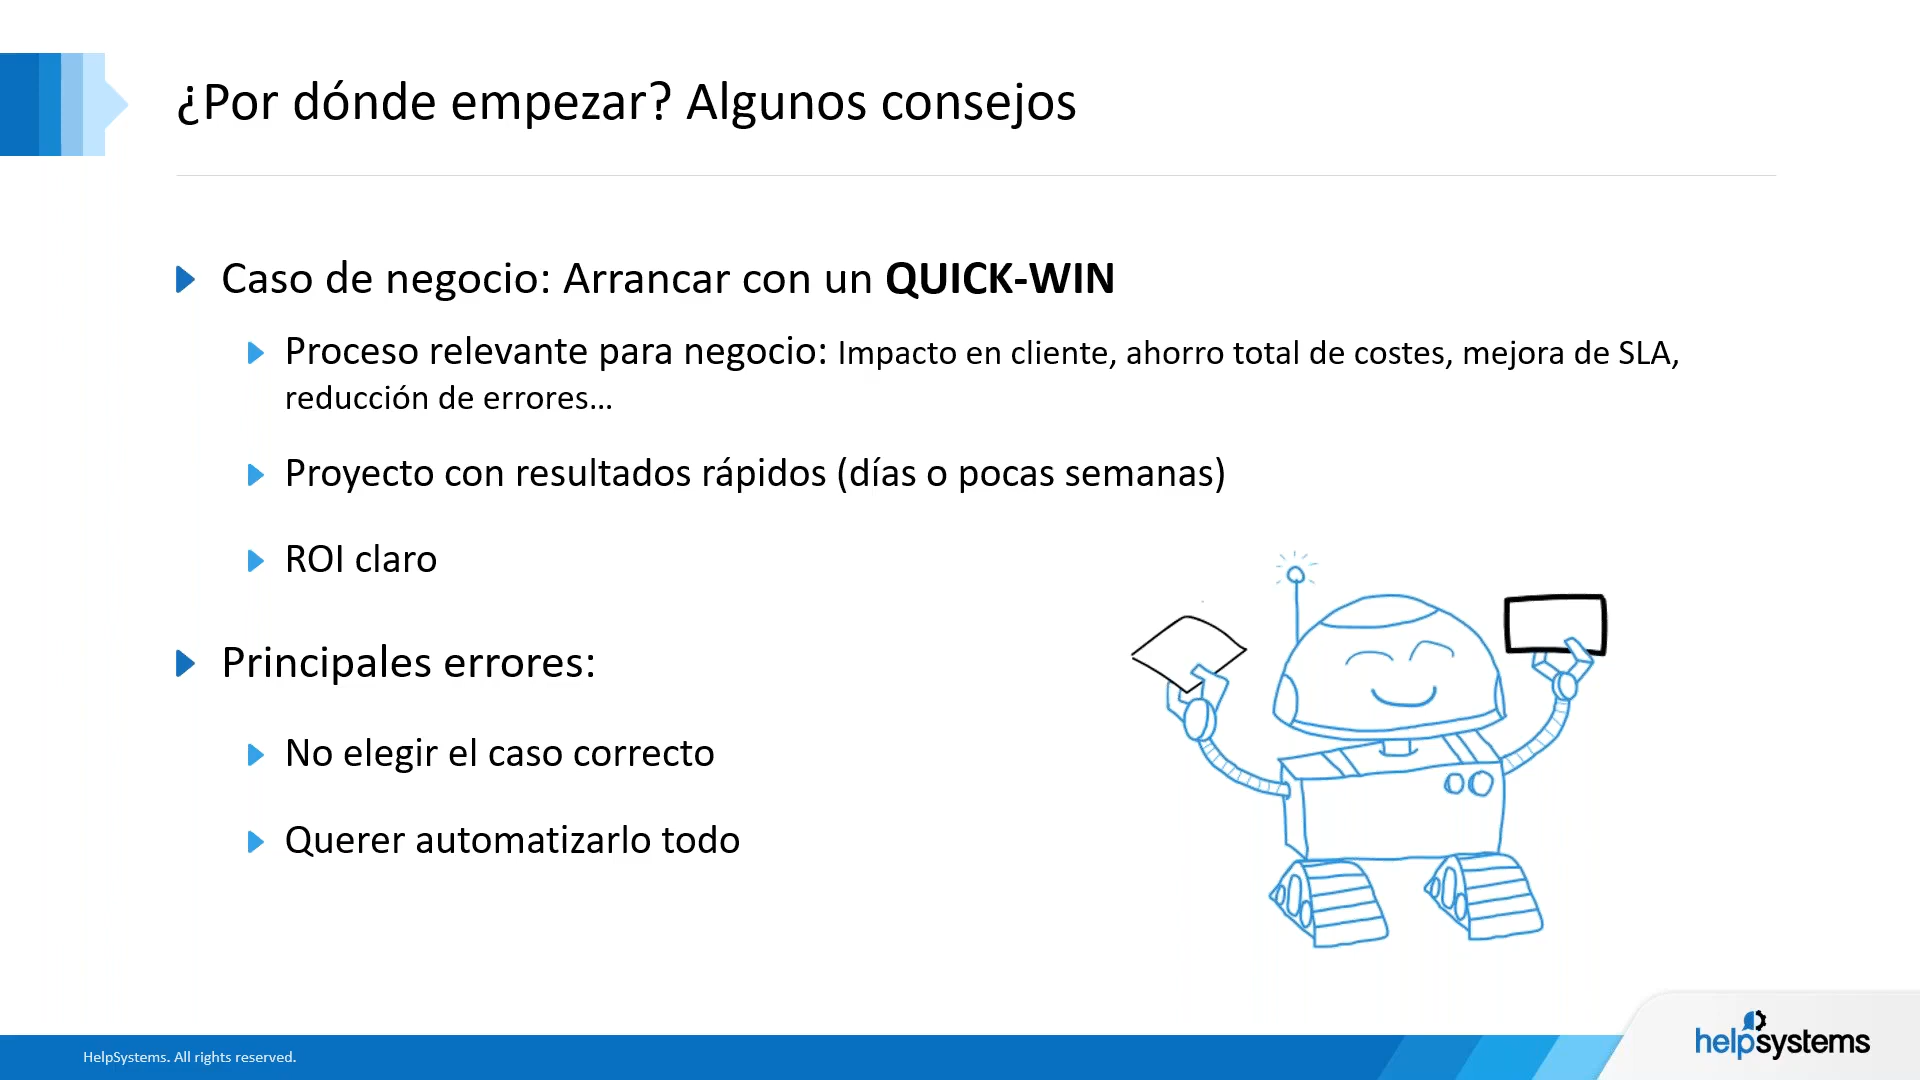 ¿Por dónde empezar? Algunos consejos
Caso de negocio: Arrancar con un QUICK-WIN
Proceso relevante para negocio: Impacto en cliente, ahorro total de costes, mejora de SLA,
reducción de errores...
Proyecto con resultados rápidos (días o pocas semanas)
ROI claro
Principales errores:
No elegir el caso correcto
Querer automatizarlo todo
HelpSystems. All rights reserved.
helpsystems